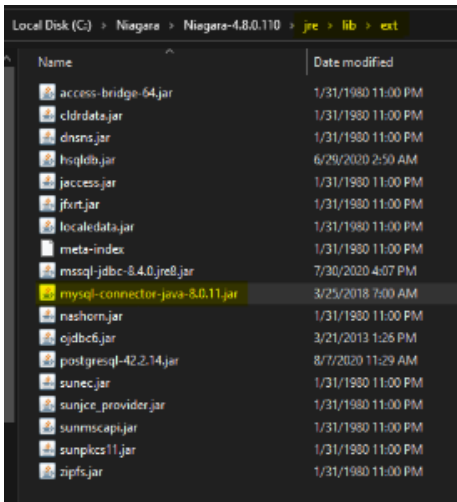 Local Disk (C:) > Niagara > Niagara-4.8.0.110 > jre > lib > ext
Name Date modified
access-bridge-64.jar 1/31/1980 11:00 PM
cldrdata.jar 1/31/1980 11:00 PM
dnsns.jar 1/31/1980 11:00 PM
hsqldb.jar 6/29/2020 2:50 AM
jaccess.jar 1/31/1980 11:00 PM
jfxrt.jar 1/31/1980 11:00 PM
localedata.jar 1/31/1980 11:00 PM
meta-index 1/31/1980 11:00 PM
mssql-jdbc-8.4.0.jre8.jar 7/30/2020 4:07 PM
mysql-connector-java-8.0.11.jar 3/25/2018 7:00 AM
nashorn.jar 1/31/1980 11:00 PM
ojdbc6.jar 3/21/2013 1:26 PM
postgresql-42.2.14.jar 8/7/2020 11:29 AM
sunec.jar 1/31/1980 11:00 PM
sunjce_provider.jar 1/31/1980 11:00 PM
sunmscapi.jar 1/31/1980 11:00 PM
sunpkcs11.jar 1/31/1980 11:00 PM
zipfs.jar 1/31/1980 11:00 PM